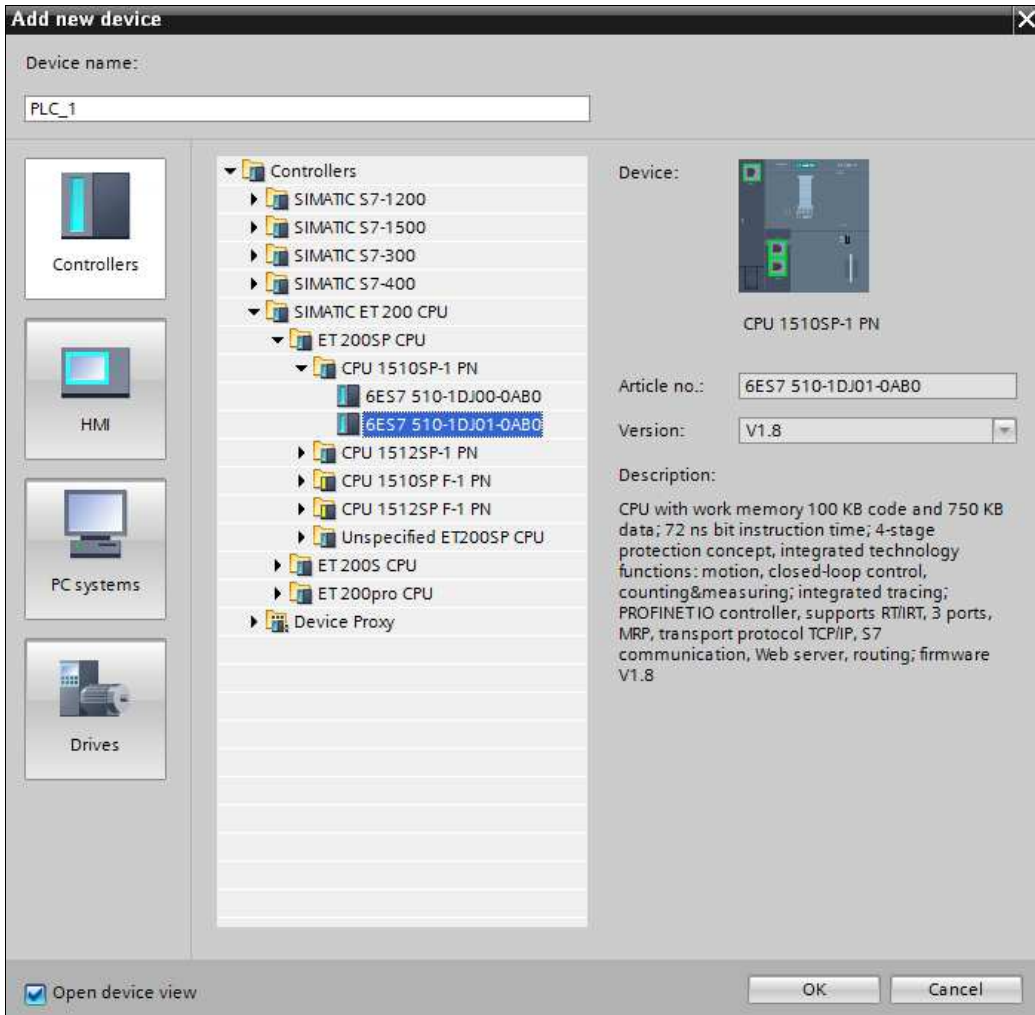 Add new device
Device name:
PLC_1
Controllers
HMI
PC systems
Drives
Controllers
SIMATIC S7-1200
SIMATIC S7-1500
SIMATIC S7-300
SIMATIC S7-400
SIMATIC ET 200 CPU
ET 200SP CPU
CPU 1510SP-1 PN
6ES7 510-1DJ00-0AB0
6ES7 510-1DJ01-0AB0
CPU 1512SP-1 PN
CPU 1510SP F-1 PN
CPU 1512SP F-1 PN
Unspecified ET200SP CPU
ET 200S CPU
ET 200pro CPU
Device Proxy
Device:
CPU 1510SP-1 PN
Article no.: 6ES7 510-1DJ01-0AB0
Version: V1.8
Description:
CPU with work memory 100 KB code and 750 KB
data; 72 ns bit instruction time; 4-stage
protection concept, integrated technology
functions: motion, closed-loop control,
counting&measuring; integrated tracing;
PROFINET IO controller, supports RT/IRT, 3 ports,
MRP, transport protocol TCP/IP, S7
communication, Web server, routing; firmware
V1.8
Open device view
OK
Cancel